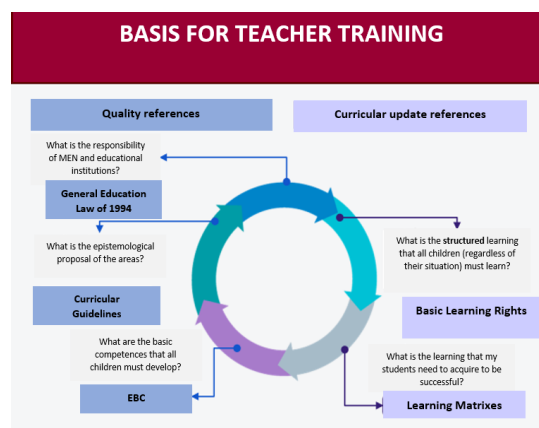 BASIS FOR TEACHER TRAINING
Quality references
Curricular update references
What is the responsibility
of MEN and educational
institutions?
General Education
Law of 1994
What is the epistemological
proposal of the areas?
Curricular
Guidelines
What are the basic
competences that all
children must develop?
EBC
What is the structured learning
that all children (regardless of
their situation) must learn?
Basic Learning Rights
What is the learning that my
students need to acquire to be
successful?
Learning Matrixes